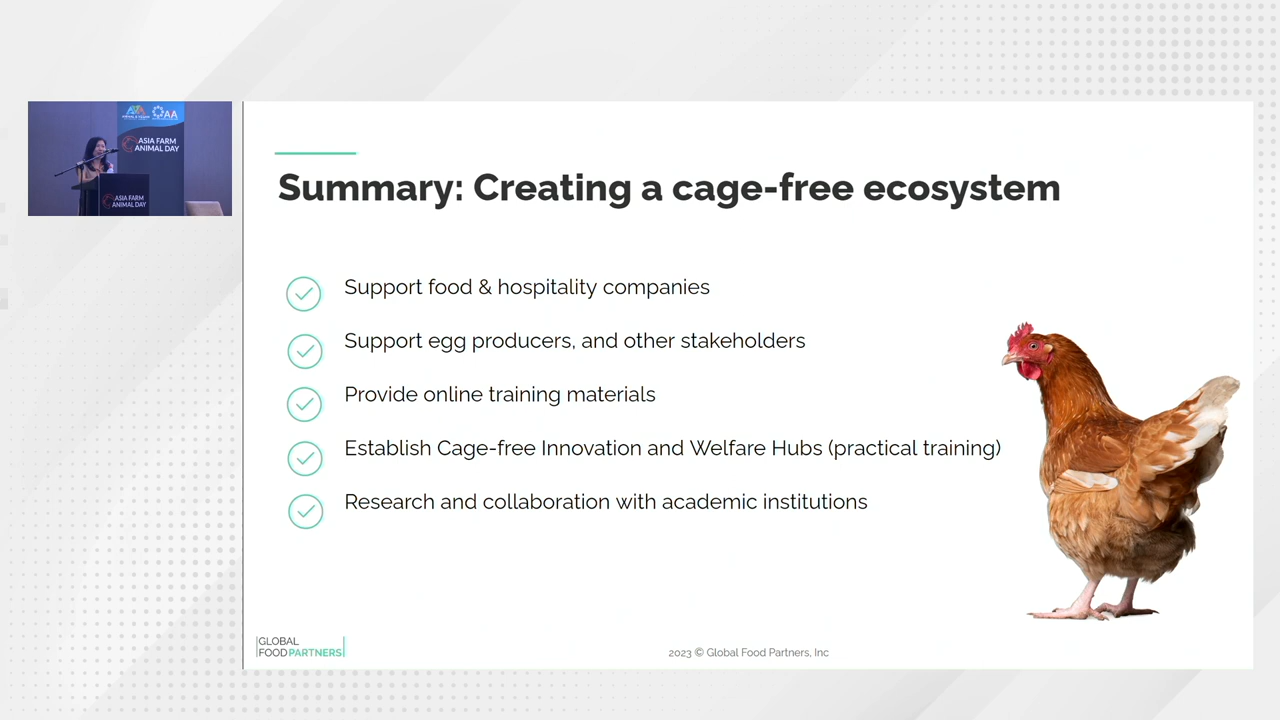 AA
ASIA FARM
ANIMAL DAY
ASIA FARM
ANIMAL DAY
Summary: Creating a cage-free ecosystem
Support food & hospitality companies
Support egg producers, and other stakeholders
Provide online training materials
Establish Cage-free Innovation and Welfare Hubs (practical training)
Research and collaboration with academic institutions
GLOBAL
FOODPARTNERS
2023 © Global Food Partners, Inc